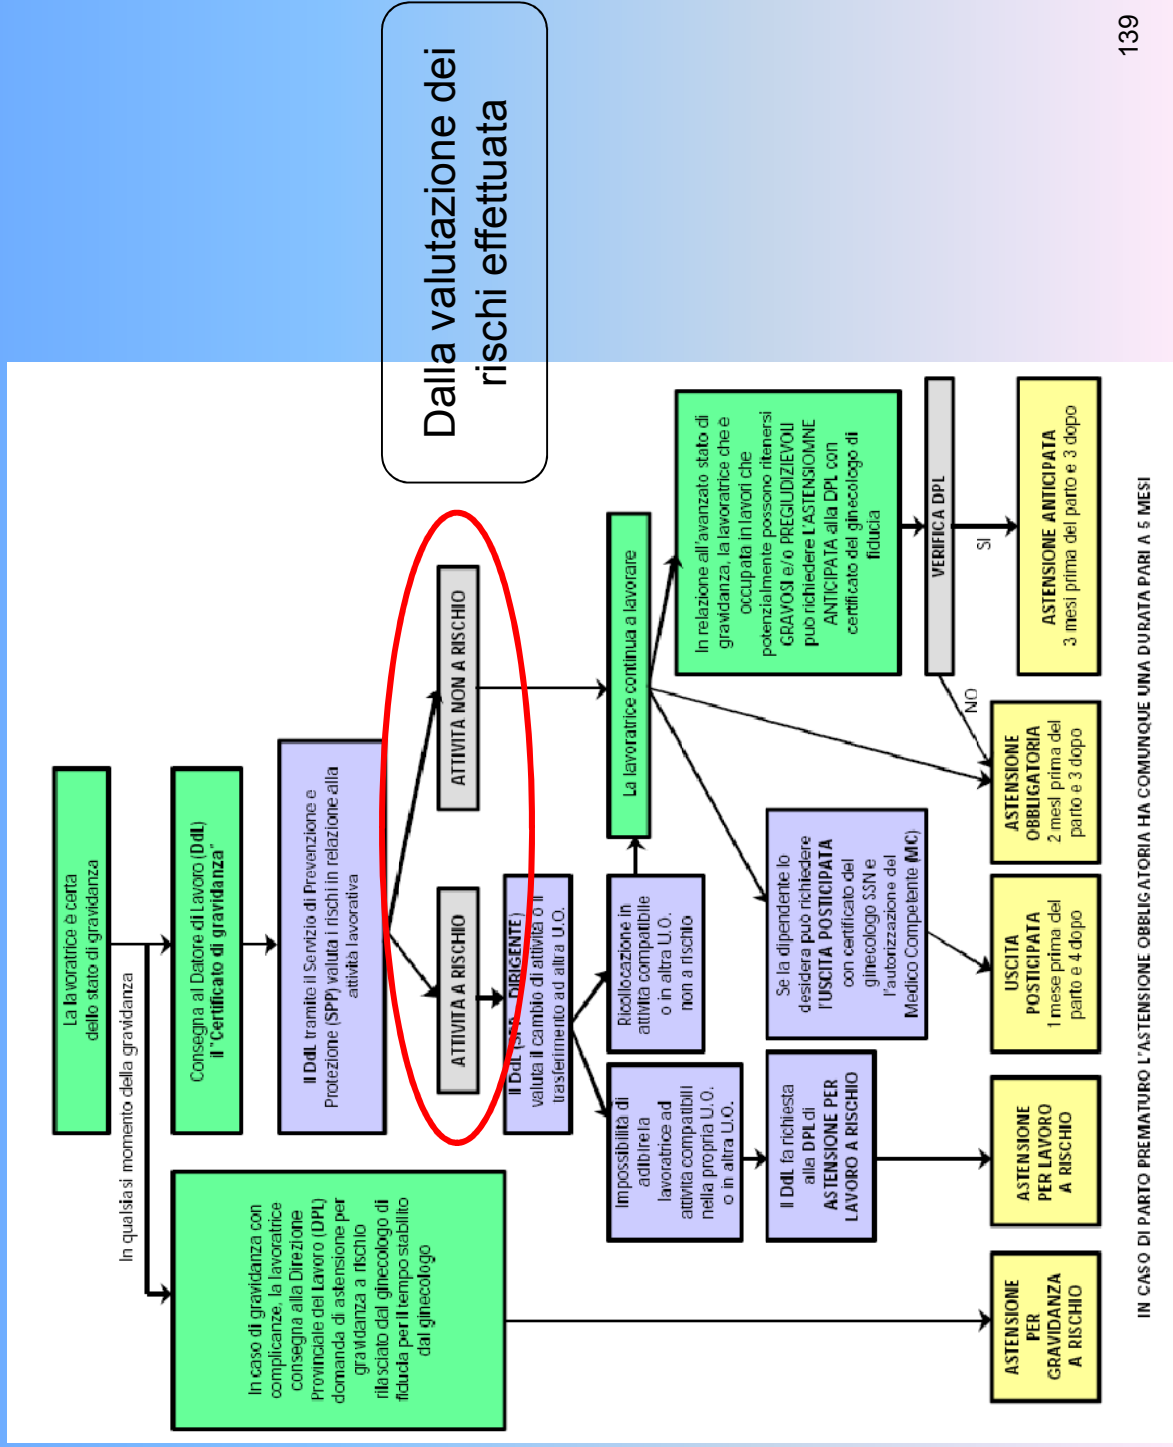 Dalla valutazione dei
rischi effettuata
La lavoratrice è certa
dello stato di gravidanza
In qualsiasi momento della gravidanza
Consegna al Datore di Lavoro (DdL)
il "Certificato di gravidanza"
In caso di gravidanza con
complicanze, la lavoratrice
consegna alla Direzione
Provinciale del Lavoro (DPL)
domanda di astensione per
gravidanza a rischio
rilasciato dal ginecologo di
fiducia per il tempo stabilito
dal ginecologo
Il DdL tramite il Servizio di Prevenzione e
Protezione (SPP) valuta i rischi in relazione alla
attività lavorativa
ATTIVITÀ A RISCHIO
ATTIVITÀ NON A RISCHIO
Il DdL (SPP - DIRIGENTE)
valuta il cambio di attività o il
trasferimento ad altra U.O.
Impossibilità di
adibire la
lavoratrice ad
attività compatibili
nella propria U.O.
o in altra U.O.
Ricollocazione in
attività compatibile
o in altra U.O.
non a rischio
La lavoratrice continua a lavorare
In relazione all'avanzato stato di
gravidanza, la lavoratrice che è
occupata in lavori che
potenzialmente possono ritenersi
GRAVOSI e/o PREGIUDIZIEVOLI
può richiedere L'ASTENSIOMNE
ANTICIPATA alla DPL con
certificato del ginecologo di
fiducia
Il DdL fa richiesta
alla DPL di
ASTENSIONE PER
LAVORO A RISCHIO
Se la dipendente lo
desidera può richiedere
l'USCITA POSTICIPATA
con certificato del
ginecologo SSN e
l'autorizzazione del
Medico Competente (MC)
VERIFICA DPL
NO
SI
ASTENSIONE
PER
GRAVIDANZA
A RISCHIO
ASTENSIONE
PER LAVORO
A RISCHIO
USCITA
POSTICIPATA
1 mese prima del
parto e 4 dopo
ASTENSIONE
OBBLIGATORIA
2 mesi prima del
parto e 3 dopo
ASTENSIONE ANTICIPATA
3 mesi prima del parto e 3 dopo
IN CASO DI PARTO PREMATURO L'ASTENSIONE OBBLIGATORIA HA COMUNQUE UNA DURATA PARI A 5 MESI
139